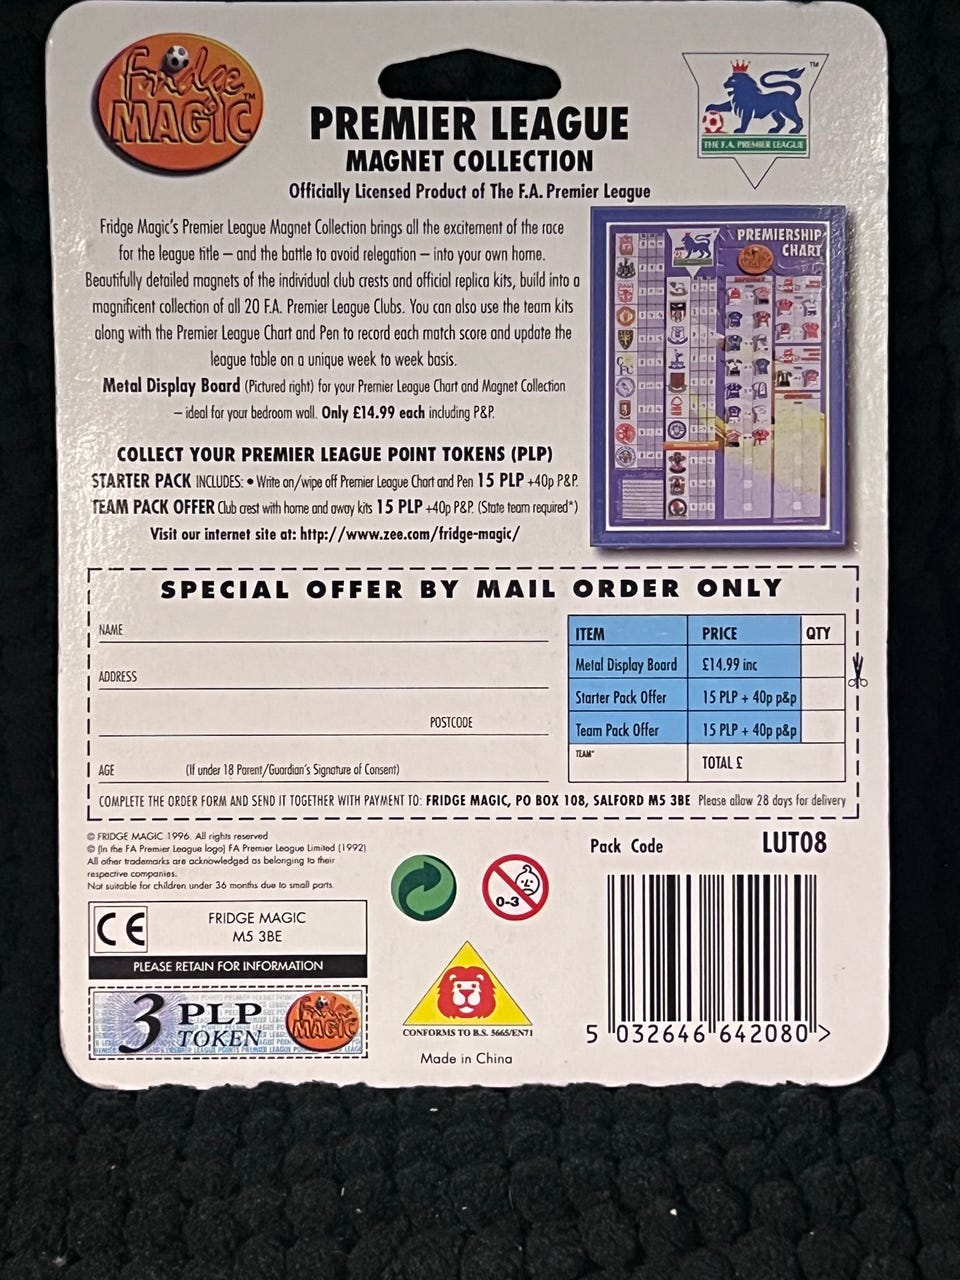 Fridge
MAGIC™
PREMIER LEAGUE
MAGNET COLLECTION
Officially Licensed Product of The F.A. Premier League
TM
THE F.A. PREMIER LEAGUE
Fridge Magic's Premier League Magnet Collection brings all the excitement of the race
for the league title – and the battle to avoid relegation – into your own home.
Beautifully detailed magnets of the individual club crests and official replica kits, build into a
magnificent collection of all 20 F.A. Premier League Clubs. You can also use the team kits
along with the Premier League Chart and Pen to record each match score and update the
league table on a unique week to week basis.
Metal Display Board (Pictured right) for your Premier League Chart and Magnet Collection
– ideal for your bedroom wall. Only £14.99 each including P&P.
PREMIERSHIP
CHART
COLLECT YOUR PREMIER LEAGUE POINT TOKENS (PLP)
STARTER PACK INCLUDES: • Write on/wipe off Premier League Chart and Pen 15 PLP +40p P&P.
TEAM PACK OFFER Club crest with home and away kits 15 PLP +40p P&P. (State team required*)
Visit our internet site at: http://www.zee.com/fridge-magic/
SPECIAL OFFER BY MAIL ORDER ONLY
NAME
ADDRESS
POSTCODE
AGE (If under 18 Parent/Guardian's Signature of Consent)
ITEM PRICE QTY
Metal Display Board £14.99 inc
Starter Pack Offer 15 PLP + 40p p&p
Team Pack Offer 15 PLP + 40p p&p
TEAM* TOTAL £
COMPLETE THE ORDER FORM AND SEND IT TOGETHER WITH PAYMENT TO: FRIDGE MAGIC, PO BOX 108, SALFORD M5 3BE Please allow 28 days for delivery
© FRIDGE MAGIC 1996. All rights reserved
© (In the FA Premier League logo) FA Premier League Limited (1992)
All other trademarks are acknowledged as belonging to their
respective companies.
Not suitable for children under 36 months due to small parts.
CE
FRIDGE MAGIC
M5 3BE
PLEASE RETAIN FOR INFORMATION
3 PLP
TOKEN
Fridge
MAGIC
0-3
CONFORMS TO B.S. 5665/EN71
Made in China
Pack Code LUT08
5 032646 642080 >